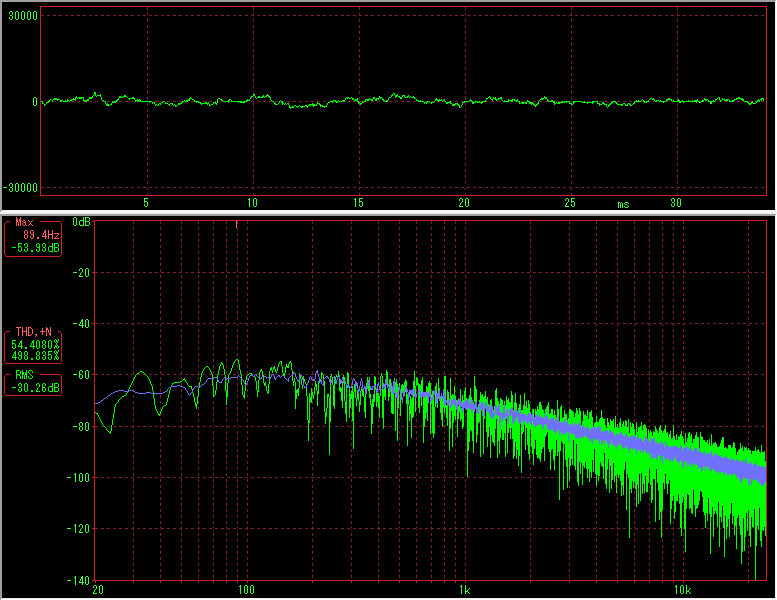 30000
0
-30000
5 10 15 20 25 ms 30
Max
89.4Hz
-53.93dB
THD,+N
54.4080%
498.835%
RMS
-30.26dB
0dB
-20
-40
-60
-80
-100
-120
-140
20 100 1k 10k